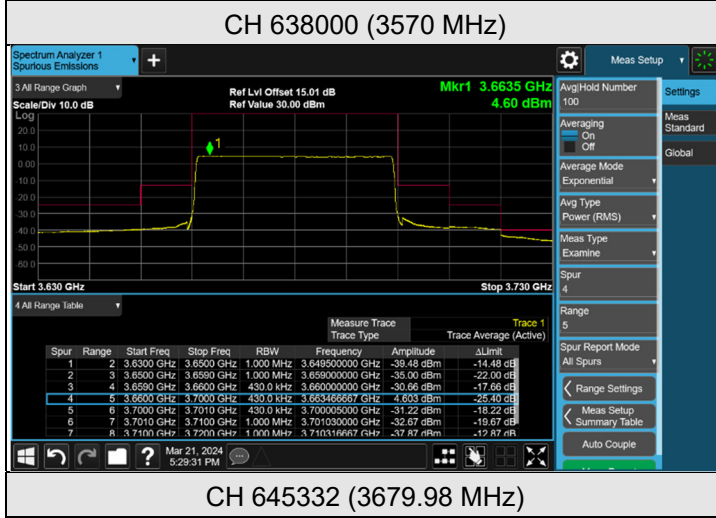 CH 638000 (3570 MHz)
Spectrum Analyzer 1
Spurious Emissions
+
Meas Setup
3 All Range Graph
Ref Lvl Offset 15.01 dB
Mkr1 3.6635 GHz
Scale/Div 10.0 dB
Ref Value 30.00 dBm
4.60 dBm
Log
20.0
10.0
0.00
-10.0
-20.0
-30.0
-40.0
-50.0
-60.0
1
Start 3.630 GHz
Stop 3.730 GHz
4 All Range Table
Measure Trace
Trace 1
Trace Type
Trace Average (Active)
Spur Range Start Freq Stop Freq RBW Frequency Amplitude ΔLimit
1 2 3.6300 GHz 3.6500 GHz 1.000 MHz 3.649500000 GHz -39.48 dBm -14.48 dB
2 3 3.6500 GHz 3.6590 GHz 1.000 MHz 3.659000000 GHz -35.00 dBm -22.00 dB
3 4 3.6590 GHz 3.6600 GHz 430.0 kHz 3.660000000 GHz -30.66 dBm -17.66 dB
4 5 3.6600 GHz 3.7000 GHz 430.0 kHz 3.663466667 GHz 4.603 dBm -25.40 dB
5 6 3.7000 GHz 3.7010 GHz 430.0 kHz 3.700005000 GHz -31.22 dBm -18.22 dB
6 7 3.7010 GHz 3.7100 GHz 1.000 MHz 3.701030000 GHz -32.67 dBm -19.67 dB
7 8 3.7100 GHz 3.7200 GHz 1.000 MHz 3.710316667 GHz -37.87 dBm -12.87 dB
Avg|Hold Number
100
Averaging
On
Off
Average Mode
Exponential
Avg Type
Power (RMS)
Meas Type
Examine
Spur
4
Range
5
Spur Report Mode
All Spurs
Range Settings
Meas Setup
Summary Table
Auto Couple
Settings
Meas
Standard
Global
?
Mar 21, 2024
5:29:31 PM
CH 645332 (3679.98 MHz)